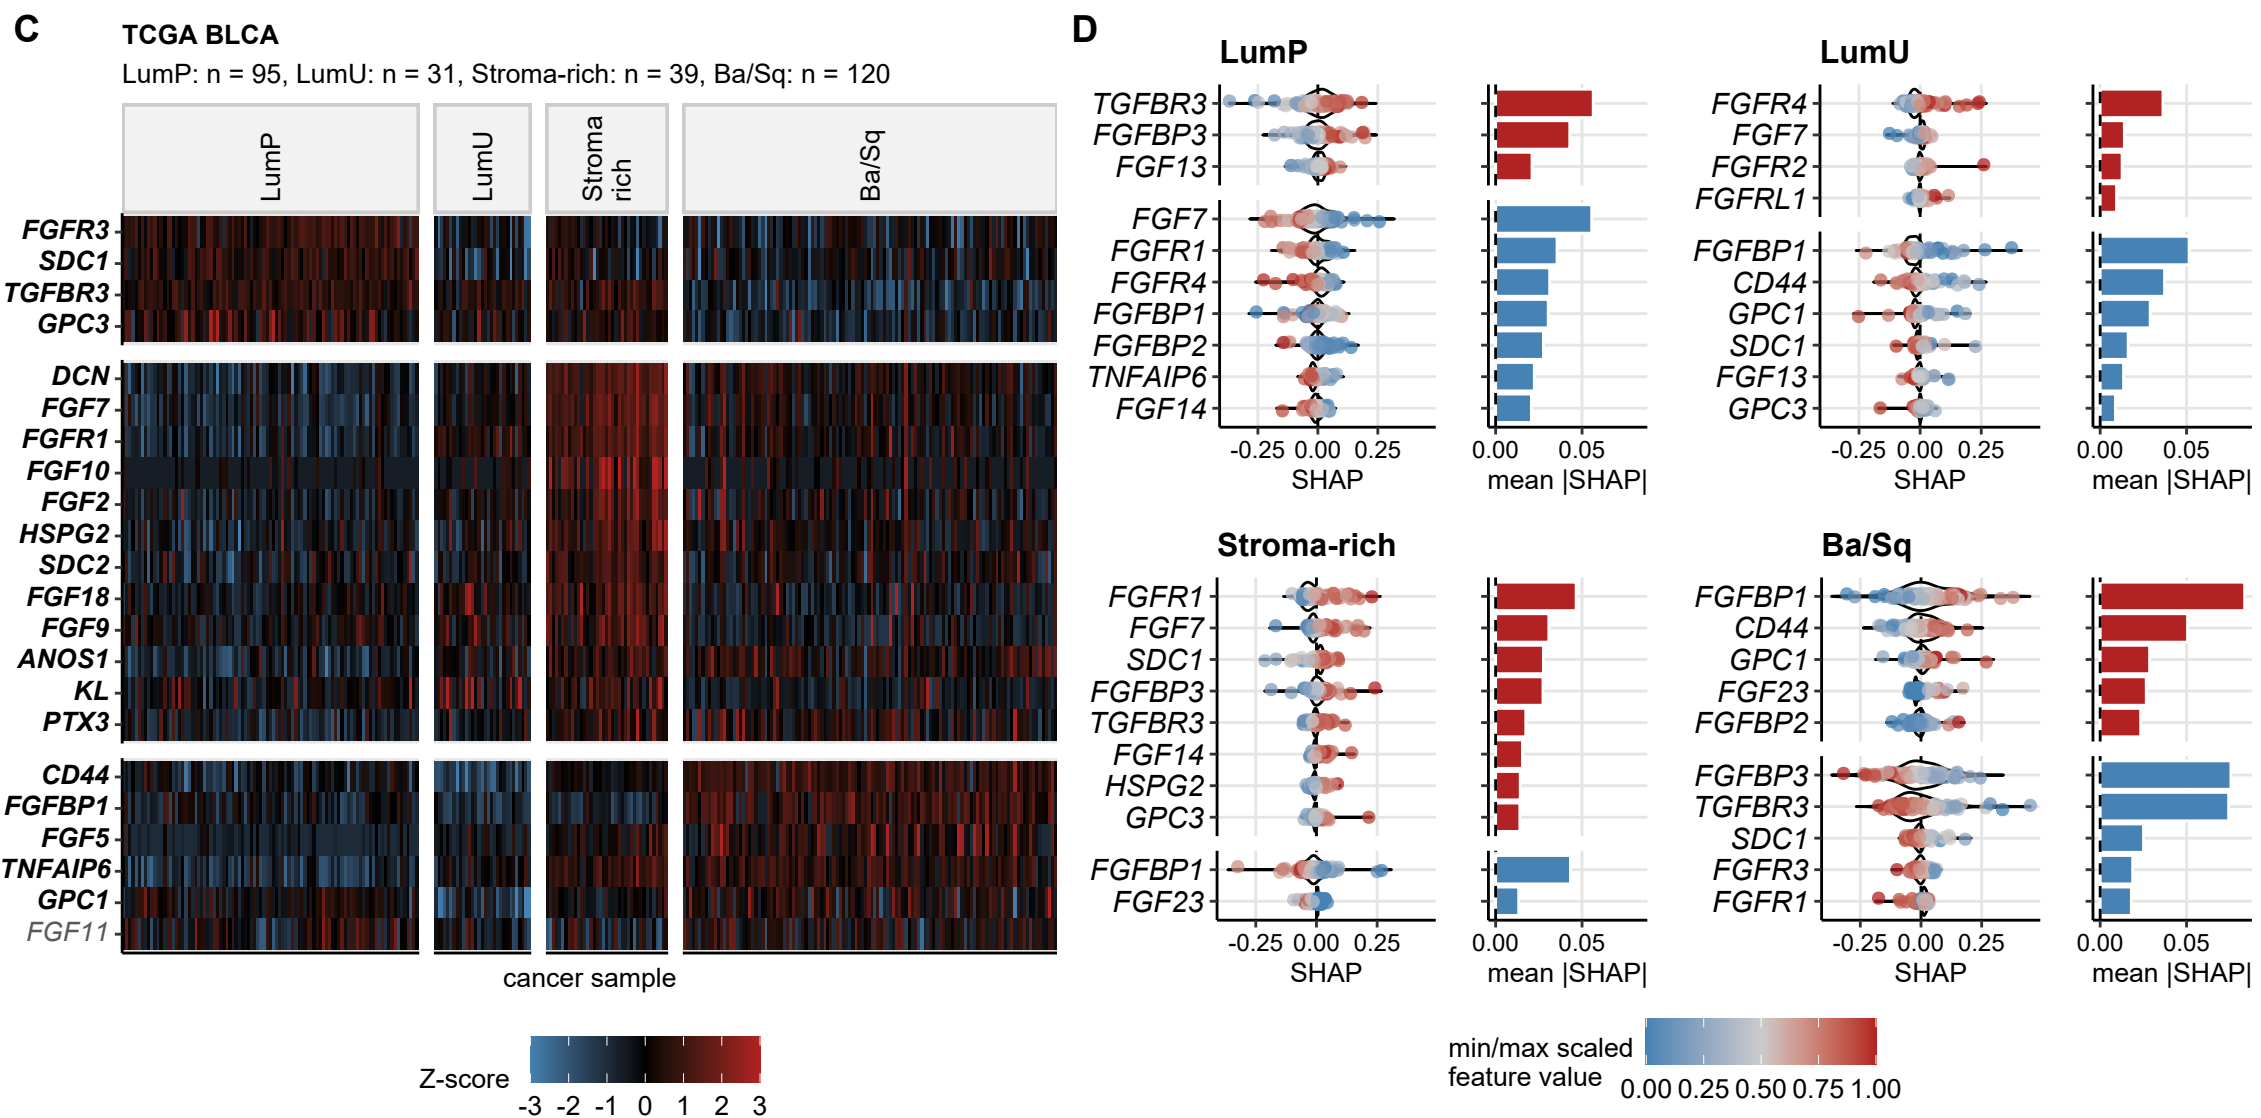 C
TCGA BLCA
LumP: n = 95, LumU: n = 31, Stroma-rich: n = 39, Ba/Sq: n = 120
LumP
LumU
Stroma
rich
Ba/Sq
FGFR3
SDC1
TGFBR3
GPC3
DCN
FGF7
FGFR1
FGF10
FGF2
HSPG2
SDC2
FGF18
FGF9
ANOS1
KL
PTX3
CD44
FGFBP1
FGF5
TNFAIP6
GPC1
FGF11
cancer sample
Z-score
-3 -2 -1 0 1 2 3
D
LumP
TGFBR3
FGFBP3
FGF13
FGF7
FGFR1
FGFR4
FGFBP1
FGFBP2
TNFAIP6
FGF14
-0.25 0.00 0.25
SHAP
0.00 0.05
mean |SHAP|
LumU
FGFR4
FGF7
FGFR2
FGFRL1
FGFBP1
CD44
GPC1
SDC1
FGF13
GPC3
-0.25 0.00 0.25
SHAP
0.00 0.05
mean |SHAP|
Stroma-rich
FGFR1
FGF7
SDC1
FGFBP3
TGFBR3
FGF14
HSPG2
GPC3
FGFBP1
FGF23
-0.25 0.00 0.25
SHAP
0.00 0.05
mean |SHAP|
Ba/Sq
FGFBP1
CD44
GPC1
FGF23
FGFBP2
FGFBP3
TGFBR3
SDC1
FGFR3
FGFR1
-0.25 0.00 0.25
SHAP
0.00 0.05
mean |SHAP|
min/max scaled
feature value
0.00 0.25 0.50 0.75 1.00